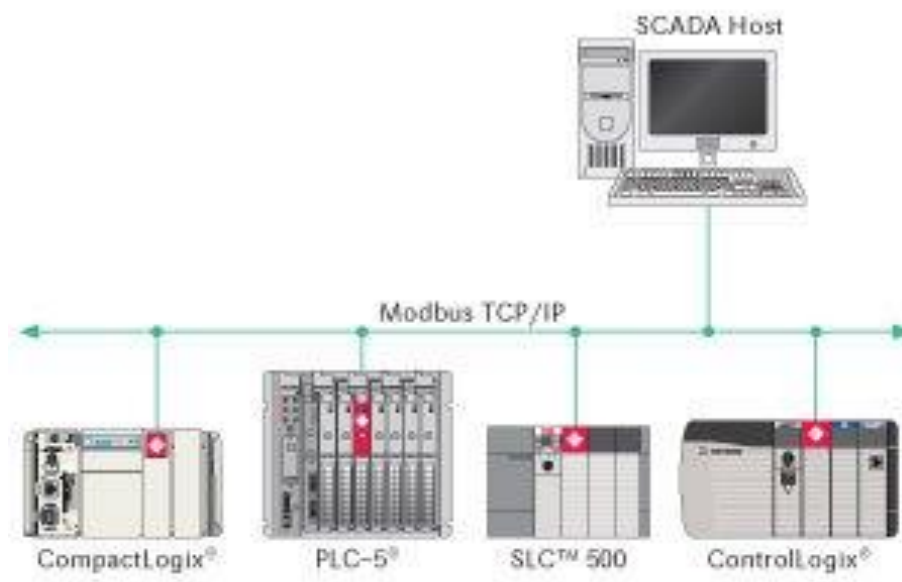 SCADA Host
Modbus TCP/IP
CompactLogix®
PLC-5®
SLC™ 500
ControlLogix®